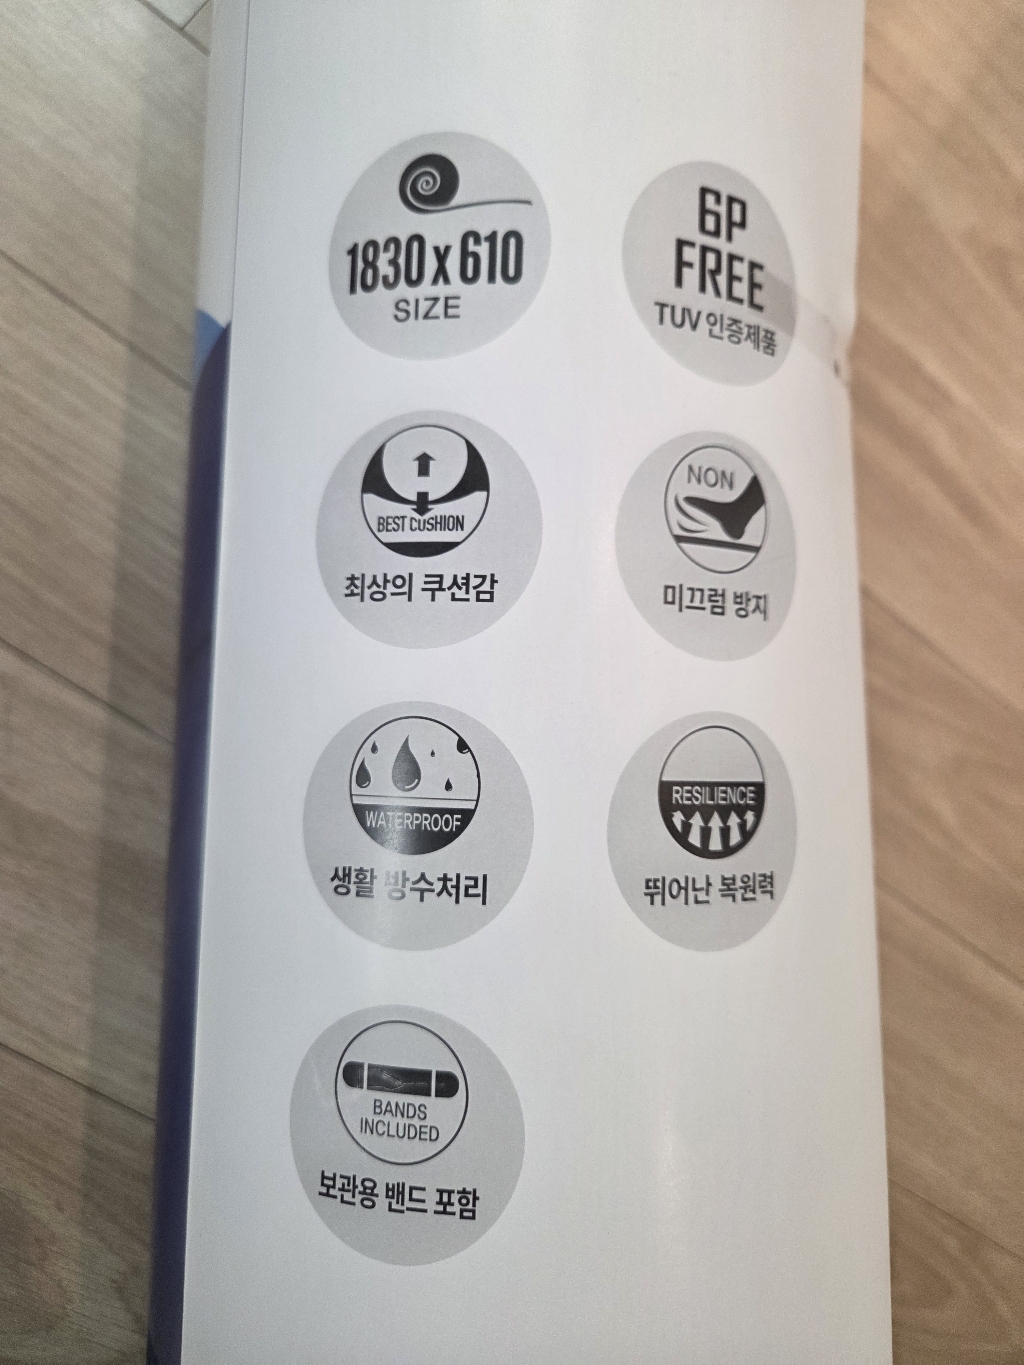 1830 x 610
SIZE
6P
FREE
TUV 인증제품
BEST CUSHION
최상의 쿠션감
NON
미끄럼 방지
WATERPROOF
생활 방수처리
RESILIENCE
뛰어난 복원력
BANDS
INCLUDED
보관용 밴드 포함